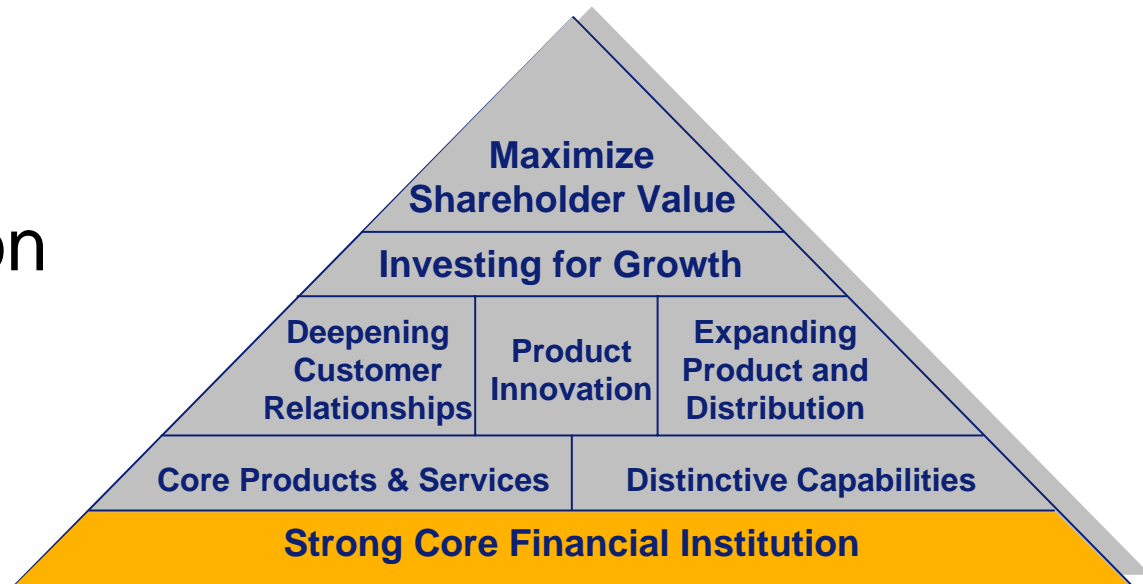 on
Maximize
Shareholder Value
Investing for Growth
Deepening
Customer
Relationships
Product
Innovation
Expanding
Product and
Distribution
Core Products & Services
Distinctive Capabilities
Strong Core Financial Institution